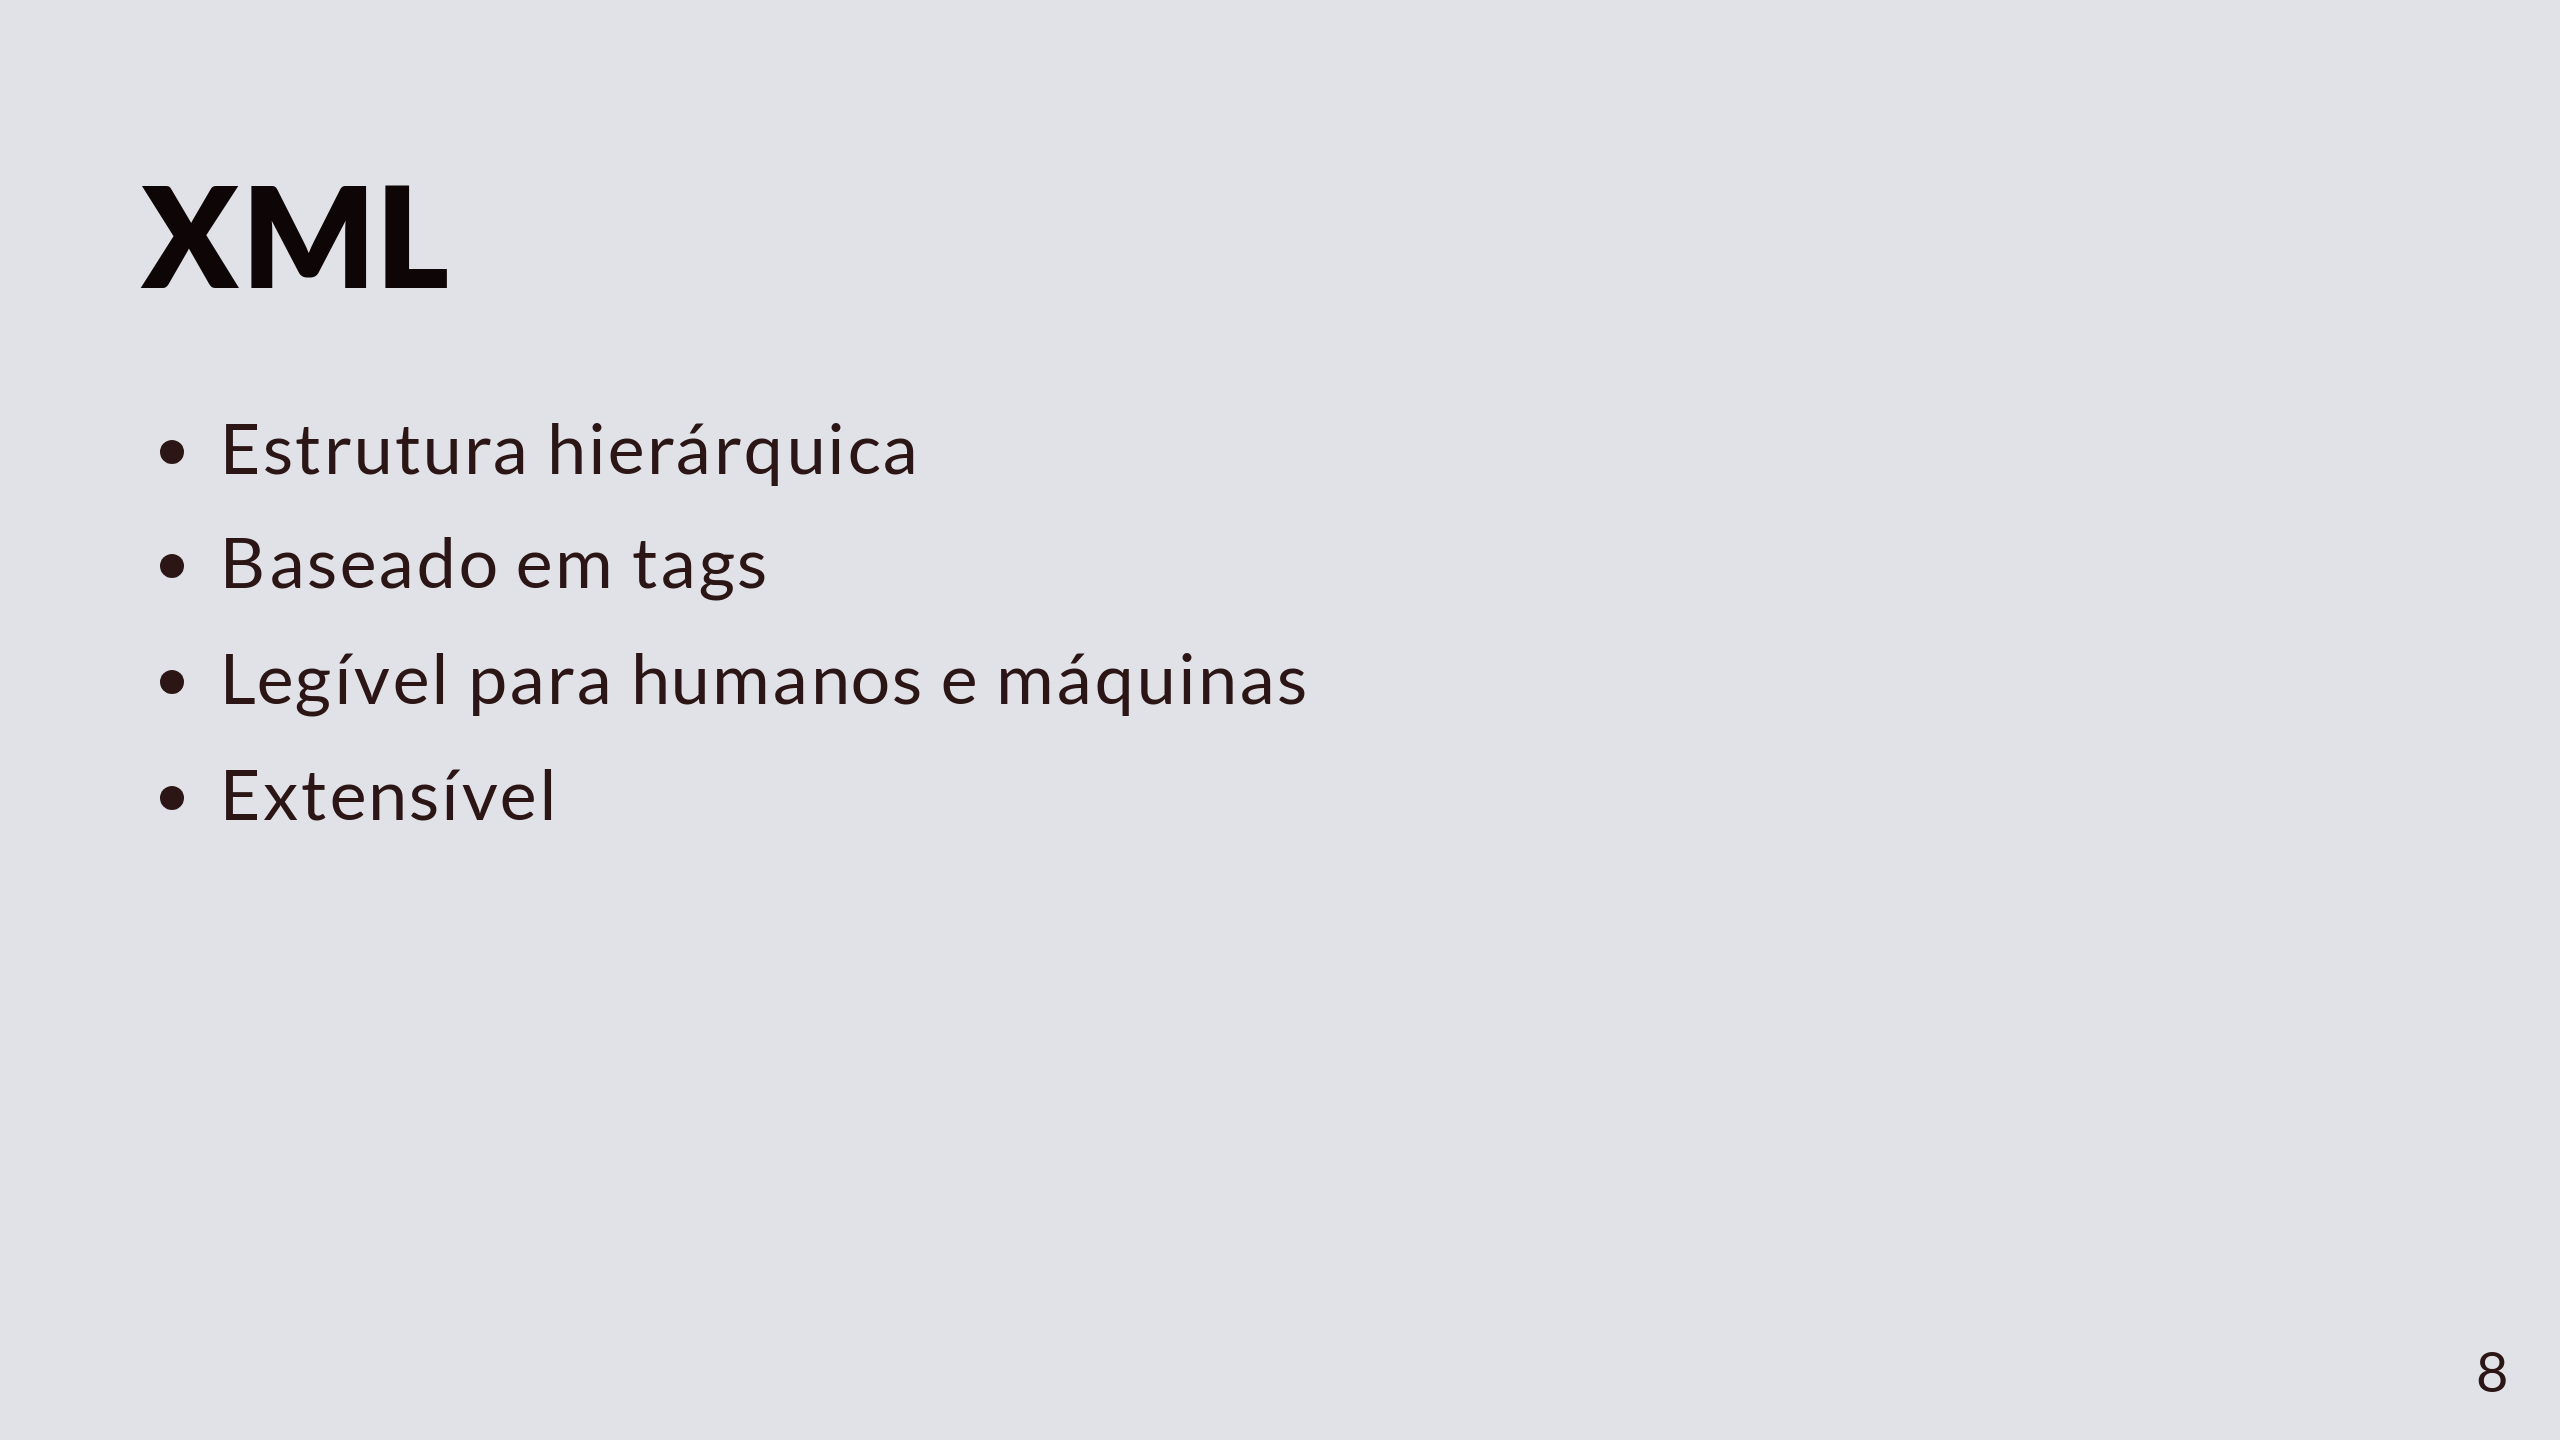 XML
• Estrutura hierárquica
• Baseado em tags
• Legível para humanos e máquinas
• Extensível
8